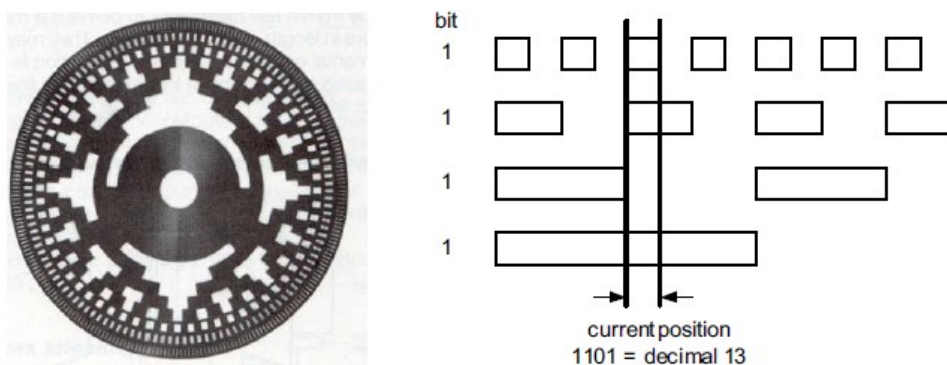 bit
1
1
1
1
current position
1101 = decimal 13